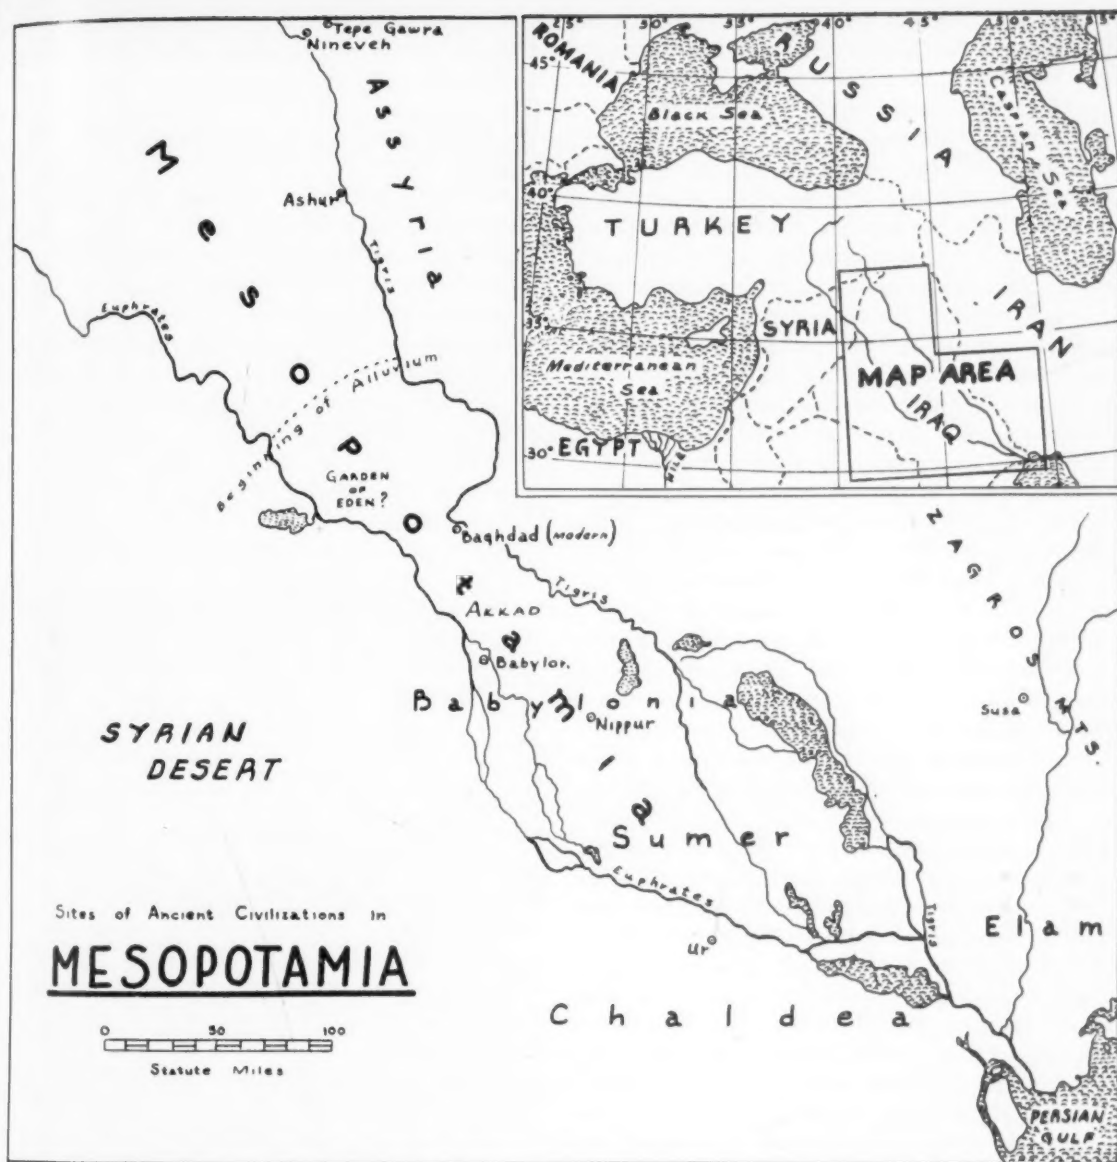 Tepe Gawra
Nineveh
ASSYRIA
MesopoTamia
Ashur
Tigris
Euphrates
Begining of Alluvium
GARDEN
OF
EDEN?
Baghdad (modern)
Tigris
AKKAD
Babylon
Babylonia
Nippur
SYRIAN
DESERT
Sumer
Euphrates
Ur
Tigris
Elam
Chaldea
Susa
ZAGROS MTS.
PERSIAN
GULF
Sites of Ancient Civilizations in
MESOPOTAMIA
0 50 100
Statute Miles
25° 30° 35° 40° 45° 50° 55°
ROMANIA
RUSSIA
45°
Black Sea
Caspian Sea
40°
TURKEY
IRAN
35°
SYRIA
Mediterranean
Sea
MAP AREA
IRAQ
30°
EGYPT
NILE